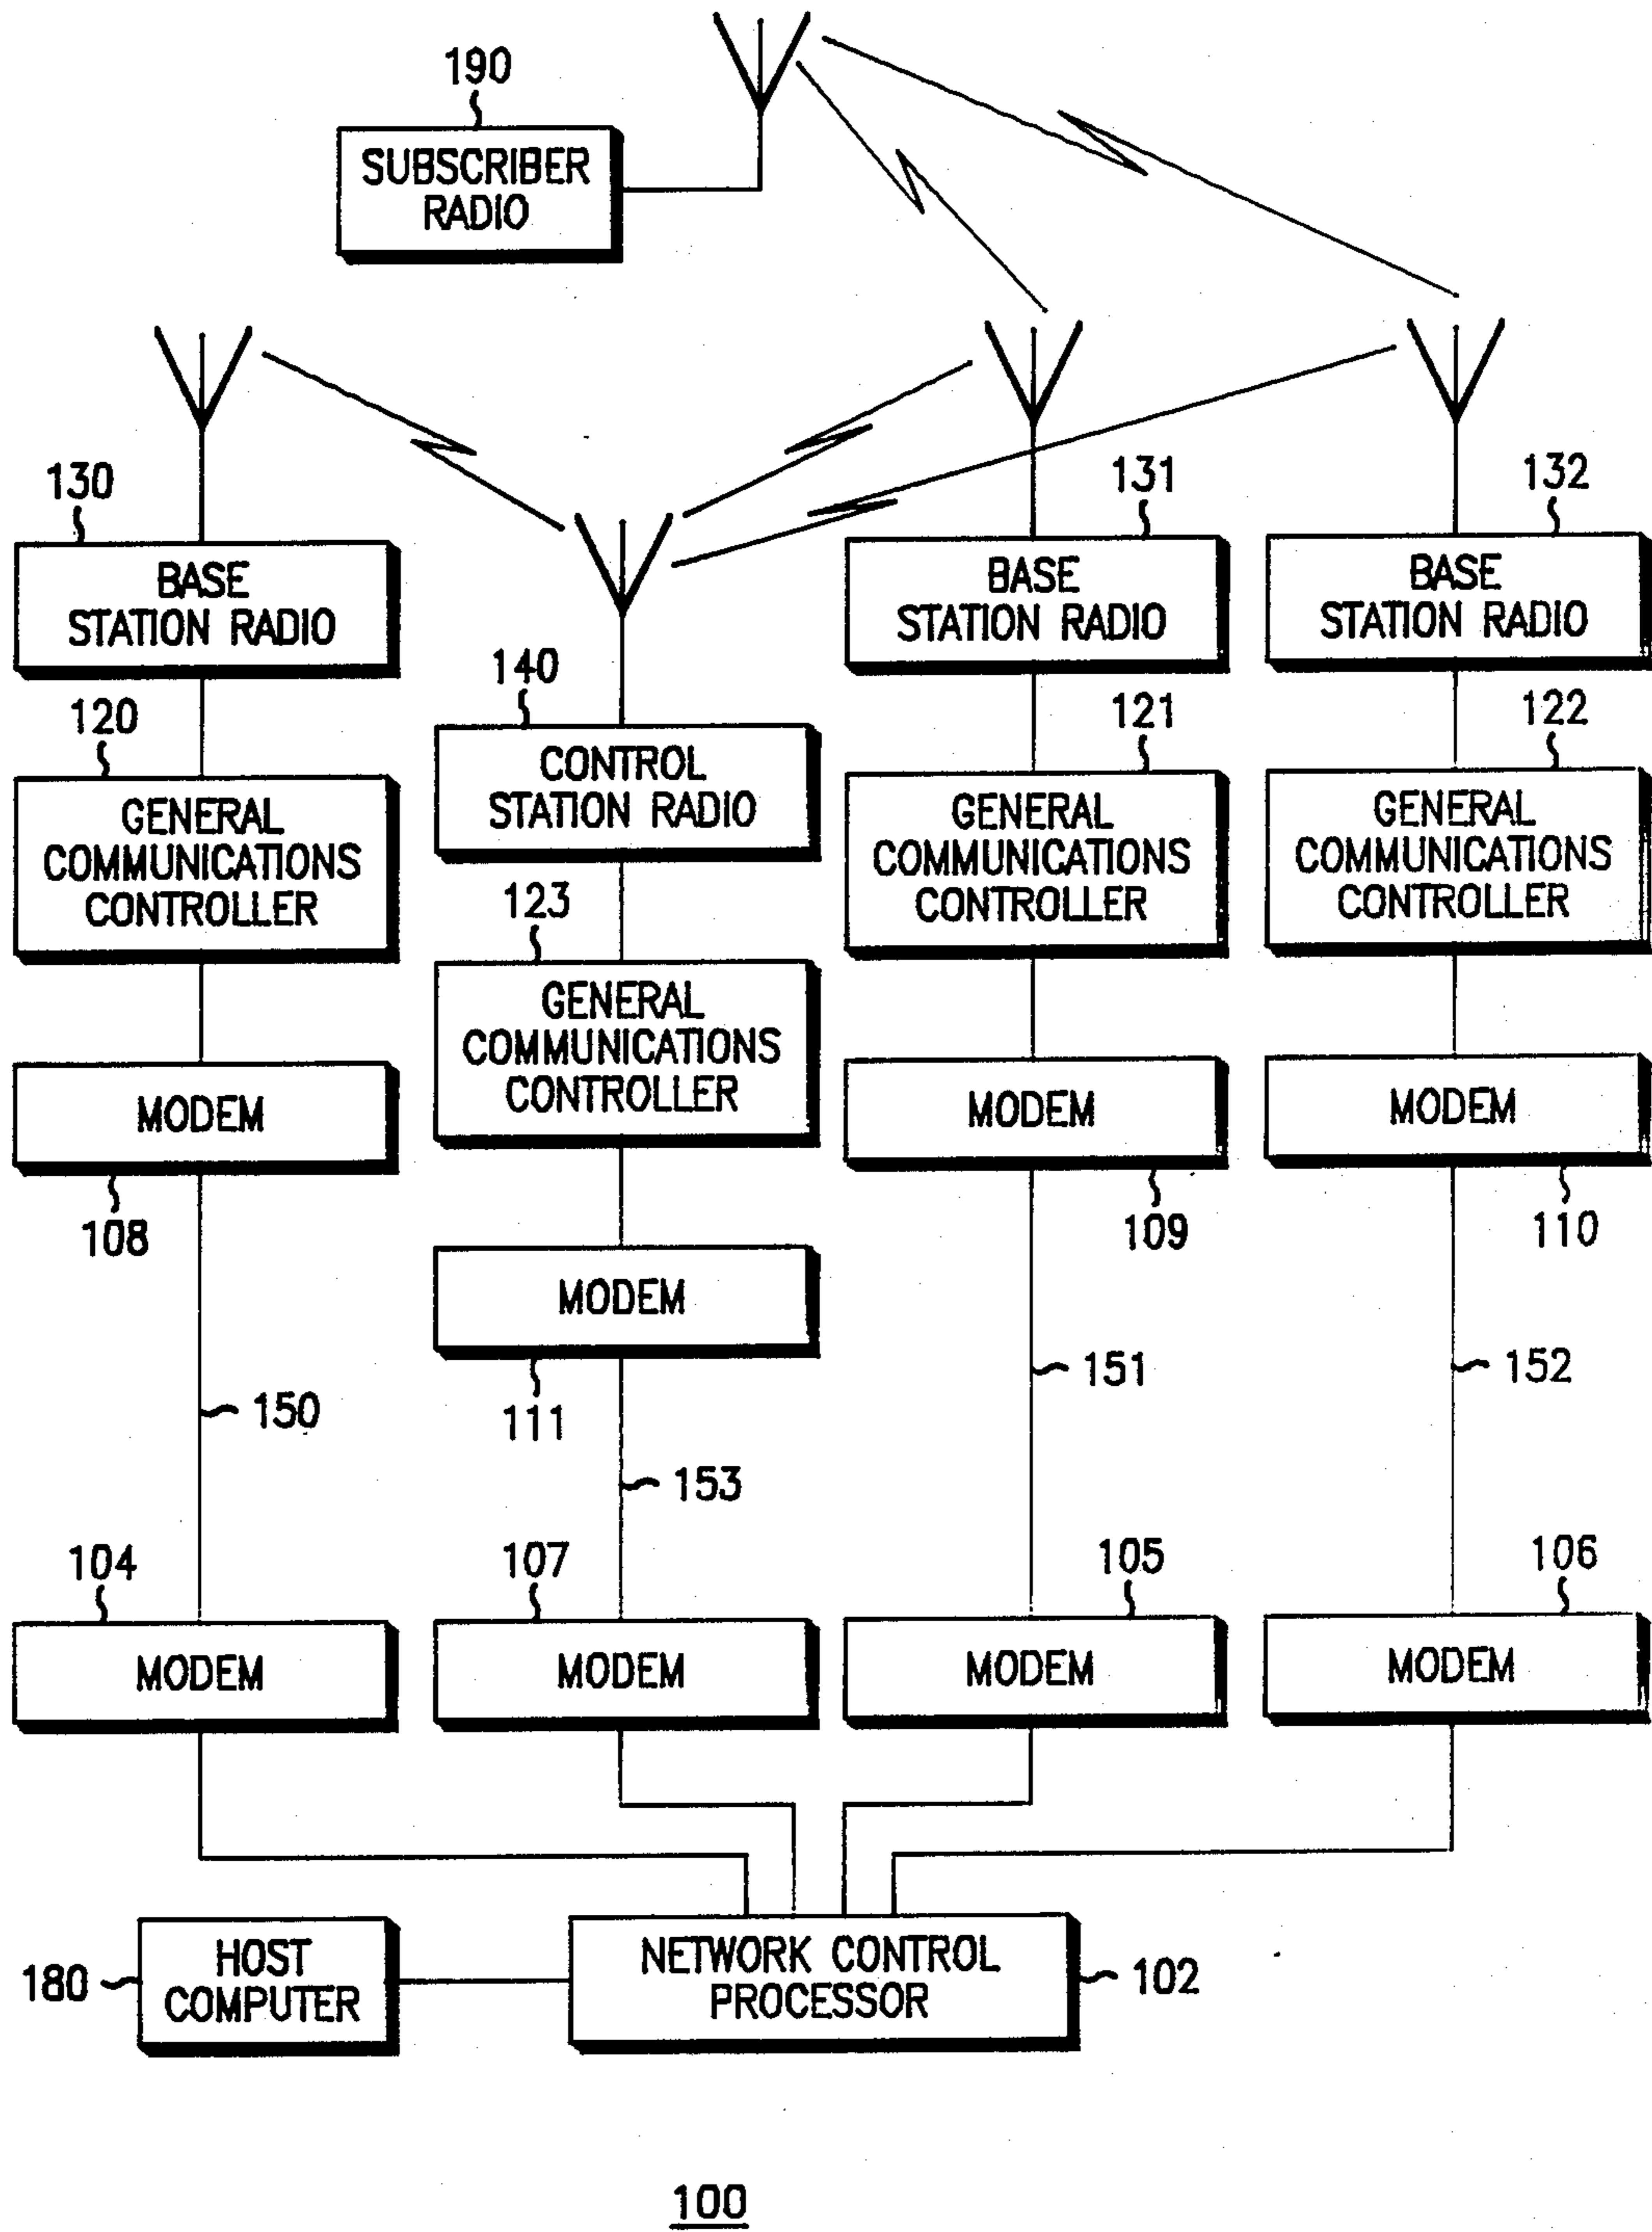 190
SUBSCRIBER
RADIO
130
BASE
STATION RADIO
131
BASE
STATION RADIO
132
BASE
STATION RADIO
140
CONTROL
STATION RADIO
120
GENERAL
COMMUNICATIONS
CONTROLLER
121
GENERAL
COMMUNICATIONS
CONTROLLER
122
GENERAL
COMMUNICATIONS
CONTROLLER
123
GENERAL
COMMUNICATIONS
CONTROLLER
MODEM
108
MODEM
109
MODEM
110
MODEM
111
150
153
151
152
104
MODEM
107
MODEM
105
MODEM
106
MODEM
180
HOST
COMPUTER
NETWORK CONTROL
PROCESSOR
102
100